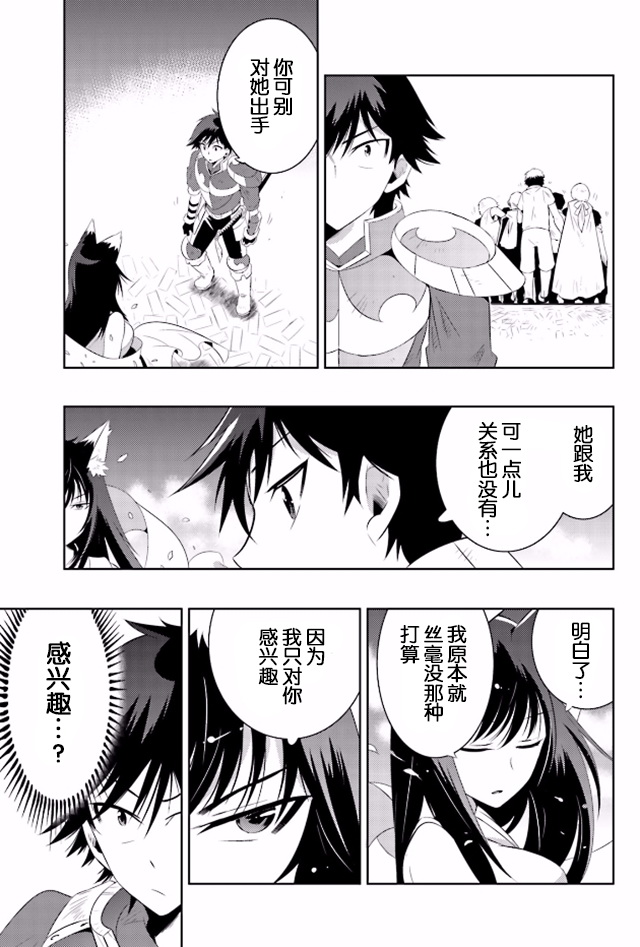 你可别
对她出手
她跟我
可一点儿
关系也没有…
明白了…
我原本就
丝毫没那种
打算
因为
我只对你
感兴趣
感兴趣…?